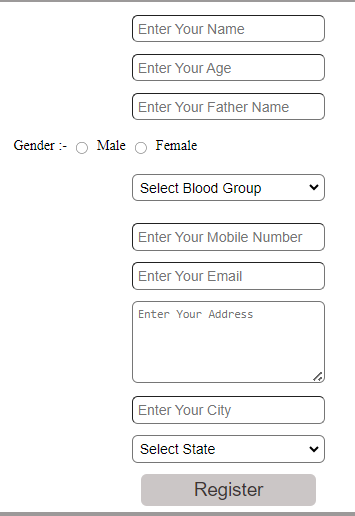 Enter Your Name
Enter Your Age
Enter Your Father Name
Gender :- Male Female
Select Blood Group
Enter Your Mobile Number
Enter Your Email
Enter Your Address
Enter Your City
Select State
Register